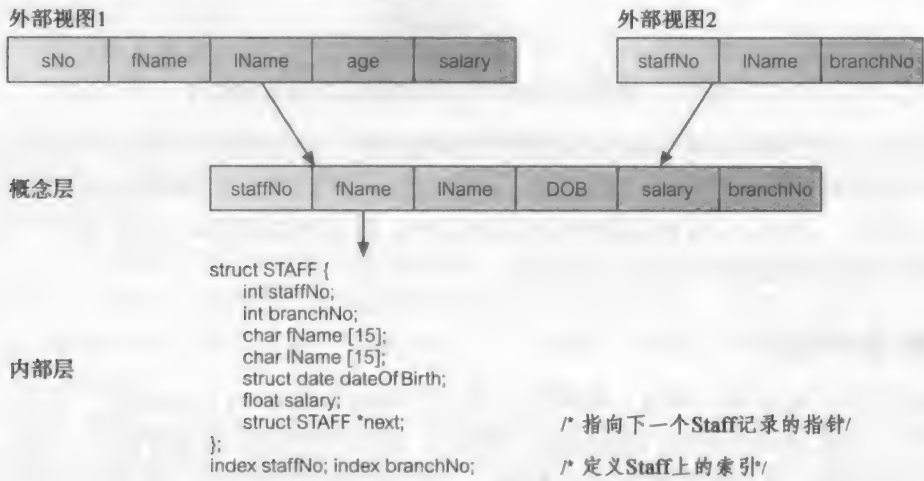 外部视图1
外部视图2
sNo fName lName age salary
staffNo lName branchNo
概念层
staffNo fName lName DOB salary branchNo
内部层
struct STAFF {
int staffNo;
int branchNo;
char fName [15];
char lName [15];
struct date dateOfBirth;
float salary;
struct STAFF *next; /* 指向下一个Staff记录的指针/
};
index staffNo; index branchNo; /* 定义Staff上的索引*/